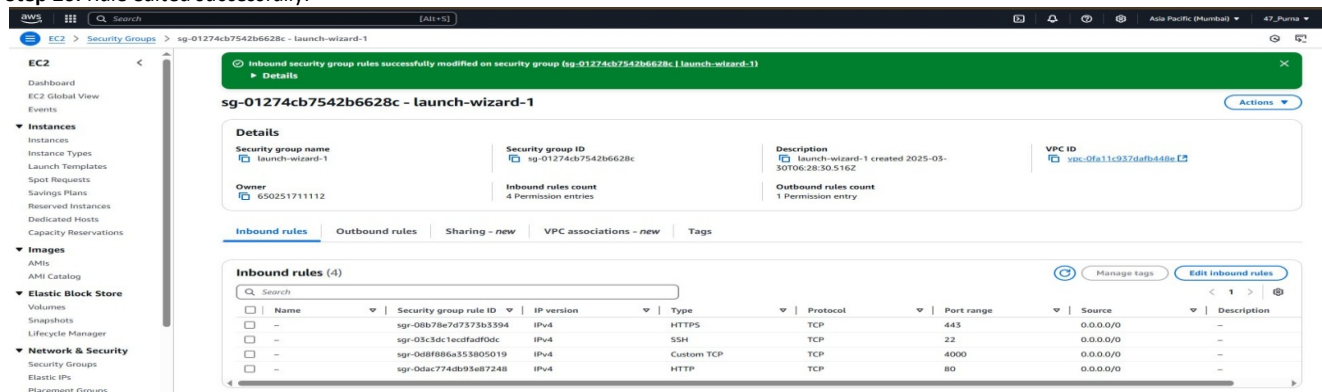 Step 28: Rule edited successfully.
aws Search [Alt+S] Asia Pacific (Mumbai) 47_Purna
EC2 > Security Groups > sg-01274cb7542b6628c - launch-wizard-1
EC2
Dashboard
EC2 Global View
Events
Instances
Instances
Instance Types
Launch Templates
Spot Requests
Savings Plans
Reserved Instances
Dedicated Hosts
Capacity Reservations
Images
AMIs
AMI Catalog
Elastic Block Store
Volumes
Snapshots
Lifecycle Manager
Network & Security
Security Groups
Elastic IPs
Placement Groups
Inbound security group rules successfully modified on security group (sg-01274cb7542b6628c | launch-wizard-1)
Details
sg-01274cb7542b6628c - launch-wizard-1
Actions
Details
Security group name Security group ID Description VPC ID
launch-wizard-1 sg-01274cb7542b6628c launch-wizard-1 created 2025-03- vpc-0fa11c937dafb448e
30T06:28:30.516Z
Owner Inbound rules count Outbound rules count
650251711112 4 Permission entries 1 Permission entry
Inbound rules Outbound rules Sharing - new VPC associations - new Tags
Inbound rules (4) Manage tags Edit inbound rules
Search 1
Name Security group rule ID IP version Type Protocol Port range Source Description
– sgr-08b78e7d7373b3394 IPv4 HTTPS TCP 443 0.0.0.0/0 –
– sgr-03c3dc1ecdfadf0dc IPv4 SSH TCP 22 0.0.0.0/0 –
– sgr-0d8f886a353805019 IPv4 Custom TCP TCP 4000 0.0.0.0/0 –
– sgr-0dac774db93e87248 IPv4 HTTP TCP 80 0.0.0.0/0 –